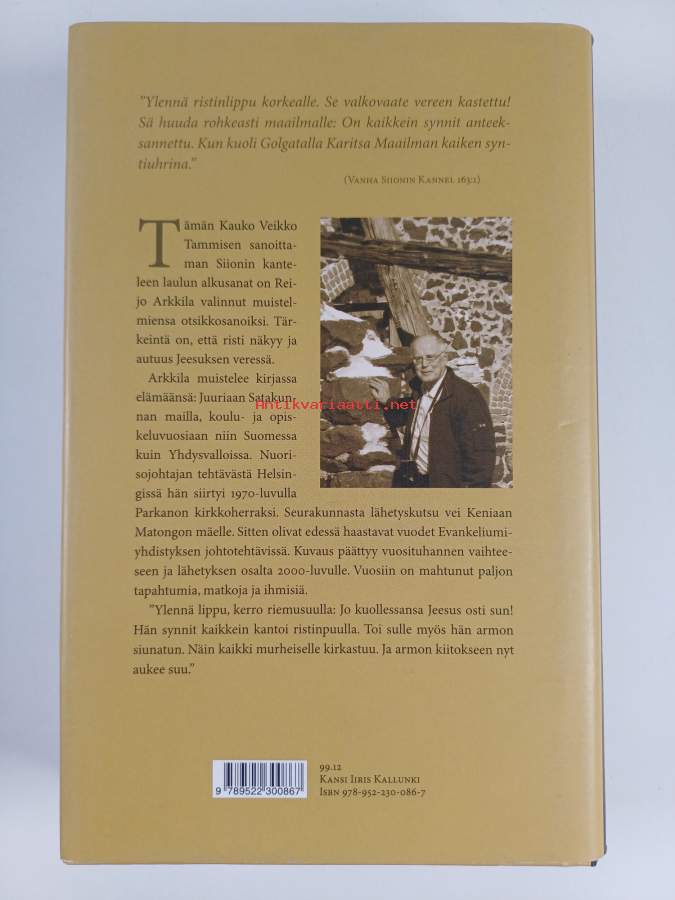 ”Ylennä ristinlippu korkealle. Se valkovaate vereen kastettu!
Sä huuda rohkeasti maailmalle: On kaikkein synnit anteek-
sannettu. Kun kuoli Golgatalla Karitsa Maailman kaiken syn-
tiuhrina.”
(Vanha Siionin Kannel 163:1)
Tämän Kauko Veikko
Tammisen sanoitta-
man Siionin kante-
leen laulun alkusanat on Rei-
jo Arkkila valinnut muistel-
miensa otsikkosanoiksi. Tär-
keintä on, että risti näkyy ja
autuus Jeesuksen veressä.
Arkkila muistelee kirjassa
elämäänsä: Juuriaan Satakun-
nan mailla, koulu- ja opis-
keluvuosiaan niin Suomessa
kuin Yhdysvalloissa. Nuori-
sojohtajan tehtävästä Helsin-
gissä hän siirtyi 1970-luvulla
Parkanon kirkkoherraksi. Seurakunnasta lähetyskutsu vei Keniaan
Matongon mäelle. Sitten olivat edessä haastavat vuodet Evankeliumi-
yhdistyksen johtotehtävissä. Kuvaus päättyy vuosituhannen vaihtee-
seen ja lähetyksen osalta 2000-luvulle. Vuosiin on mahtunut paljon
tapahtumia, matkoja ja ihmisiä.
”Ylennä lippu, kerro riemusuulla: Jo kuollessansa Jeesus osti sun!
Hän synnit kaikkein kantoi ristinpuulla. Toi sulle myös hän armon
siunatun. Näin kaikki murheiselle kirkastuu. Ja armon kiitokseen nyt
aukee suu.”
Antikvariaatti.net
99.12
Kansi Iiris Kallunki
Isbn 978-952-230-086-7
9 789522 300867